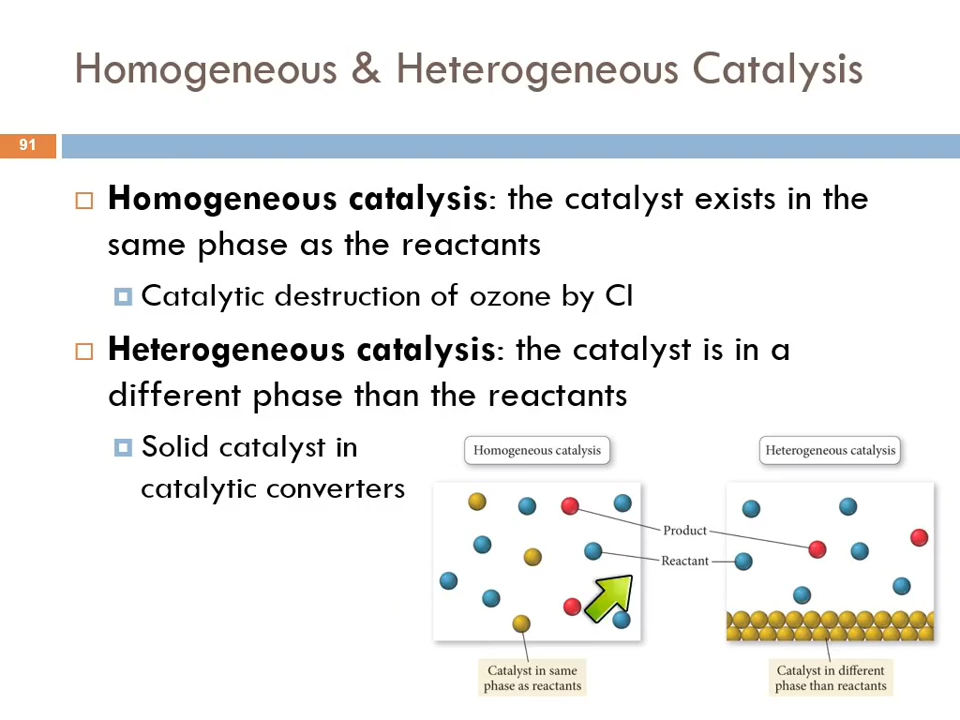 Homogeneous & Heterogeneous Catalysis
91
Homogeneous catalysis: the catalyst exists in the
same phase as the reactants
Catalytic destruction of ozone by Cl
Heterogeneous catalysis: the catalyst is in a
different phase than the reactants
Solid catalyst in
catalytic converters
Homogeneous catalysis
Heterogeneous catalysis
Product
Reactant
Catalyst in same
phase as reactants
Catalyst in different
phase than reactants